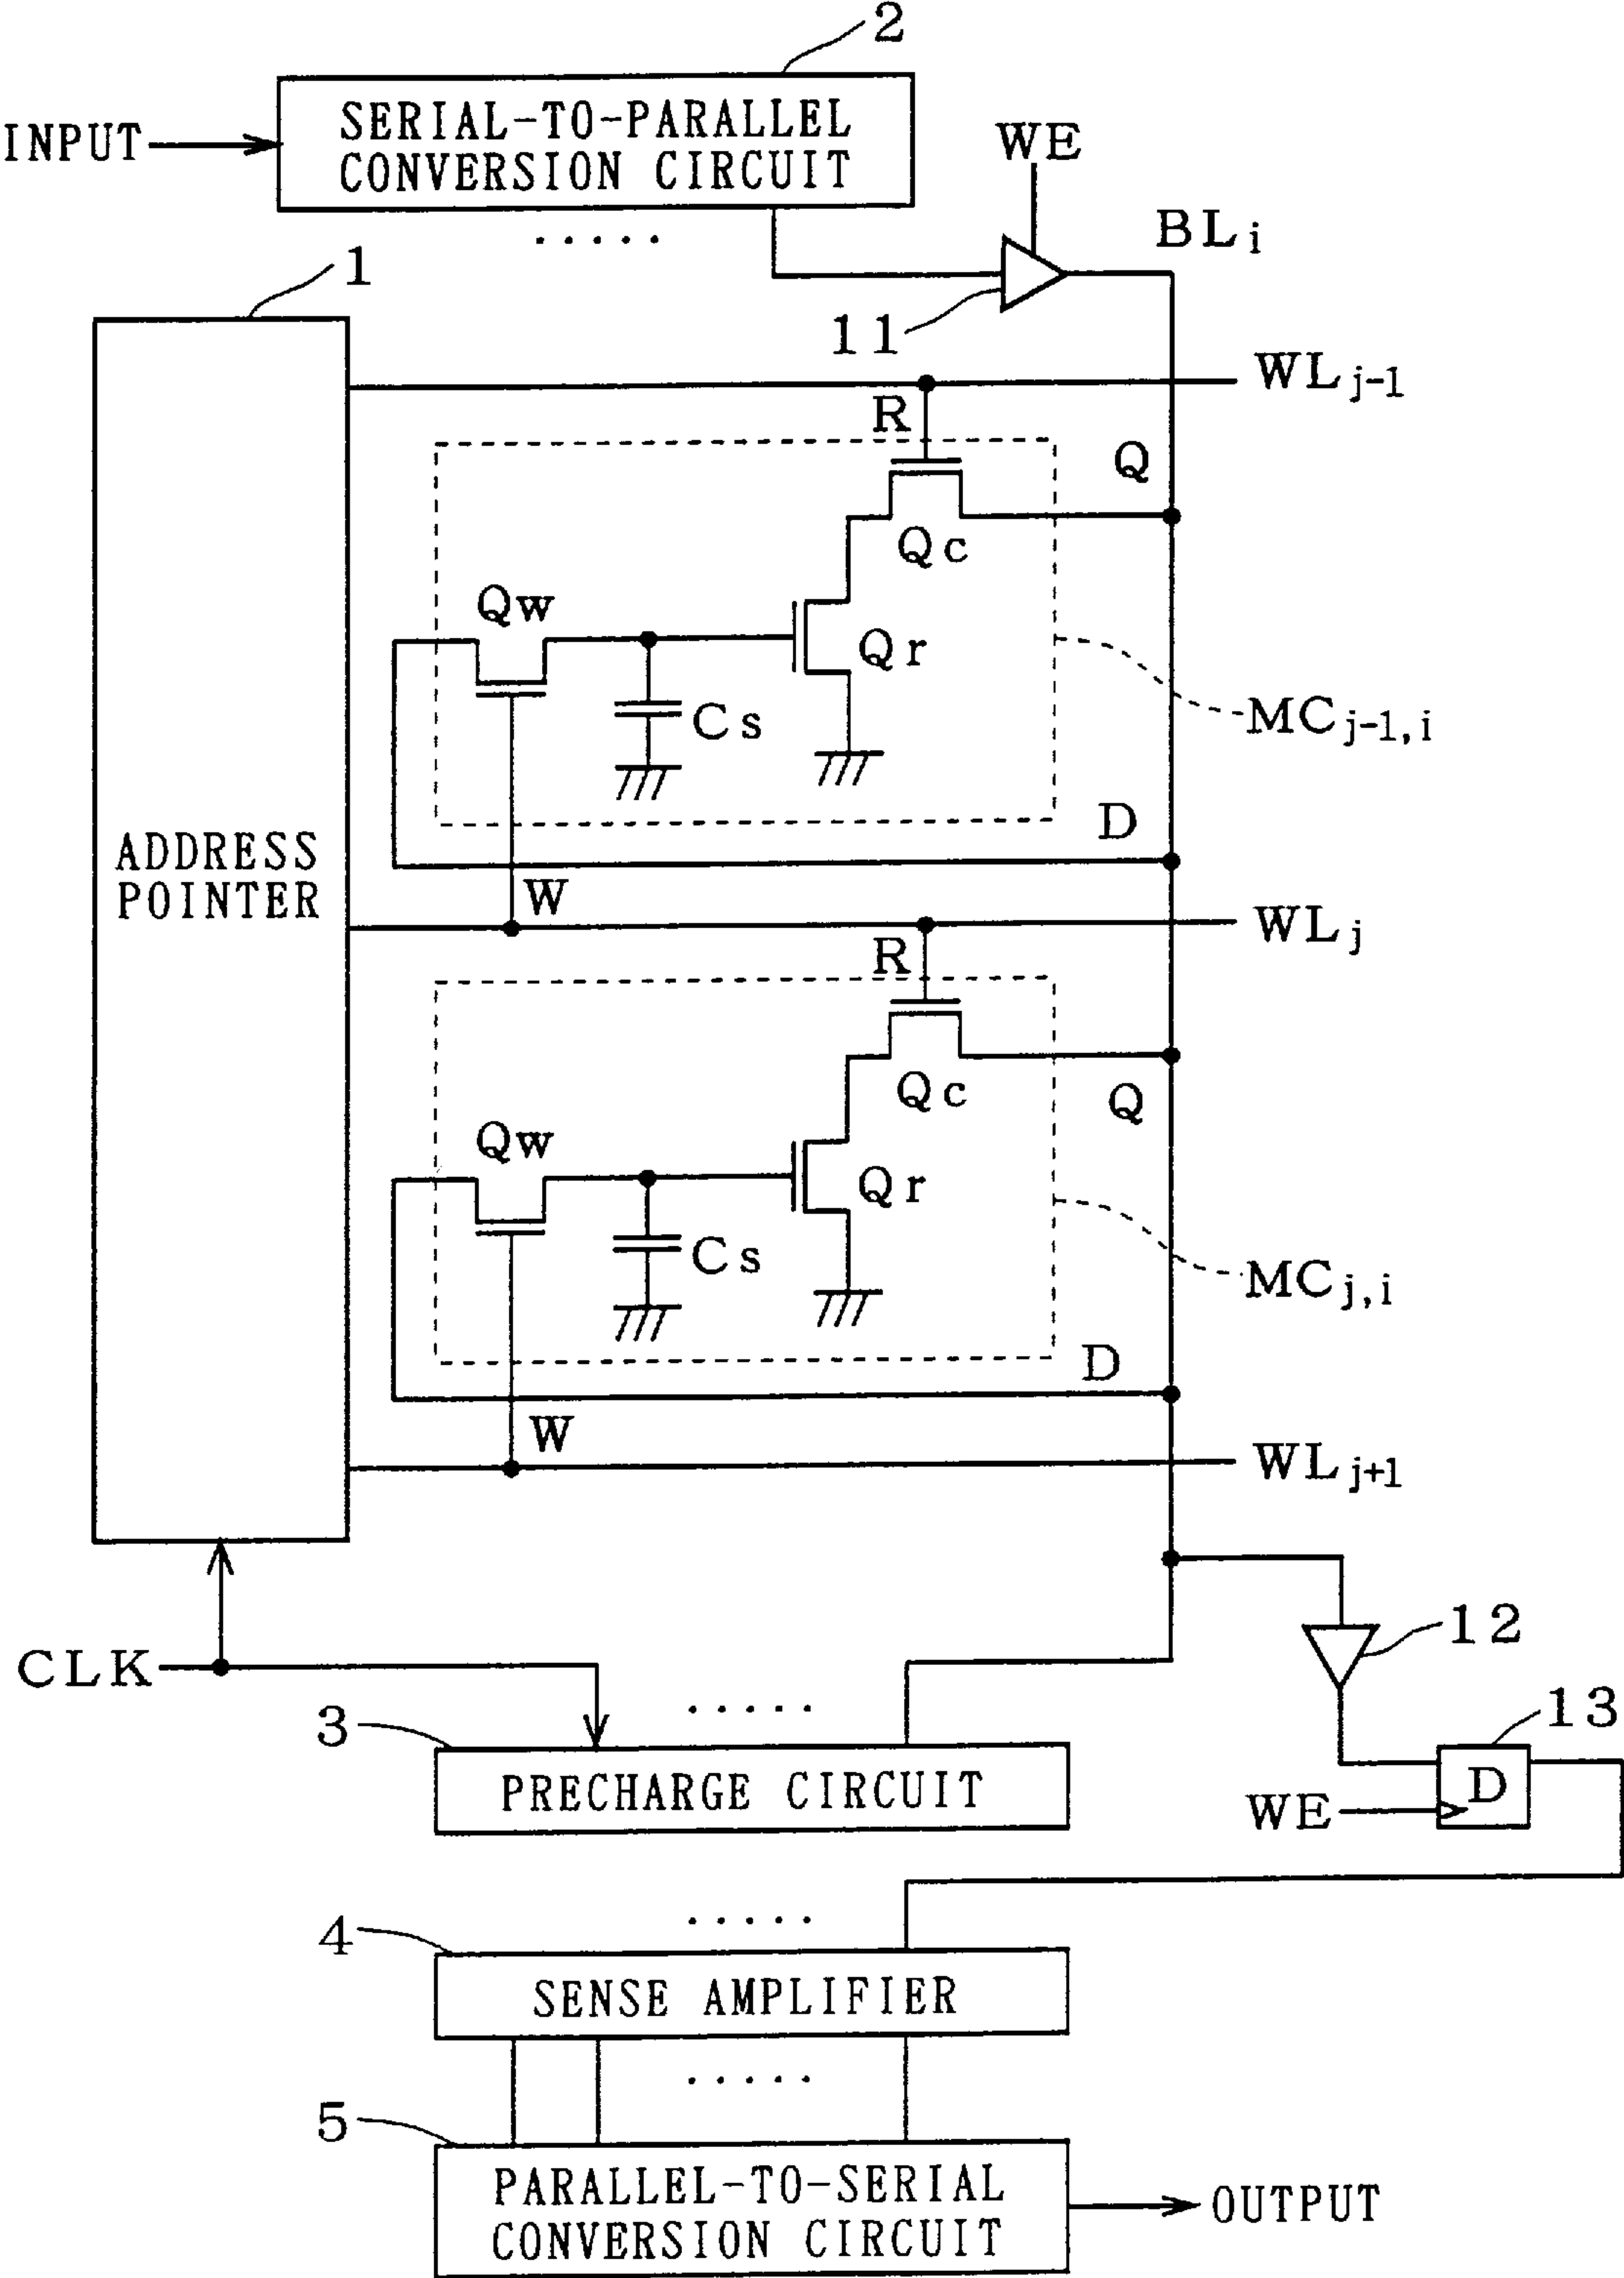 2
SERIAL-TO-PARALLEL
CONVERSION CIRCUIT
INPUT
WE
BLi
.....
1
11
WLj-1
R
Q
Qc
Qw
Qr
Cs
MCj-1,i
D
ADDRESS
POINTER
W
WLj
R
Qc
Q
Qw
Qr
Cs
MCj,i
D
W
WLj+1
12
CLK
.....
13
3
PRECHARGE CIRCUIT
D
WE
.....
4
SENSE AMPLIFIER
.....
5
PARALLEL-TO-SERIAL
CONVERSION CIRCUIT
OUTPUT